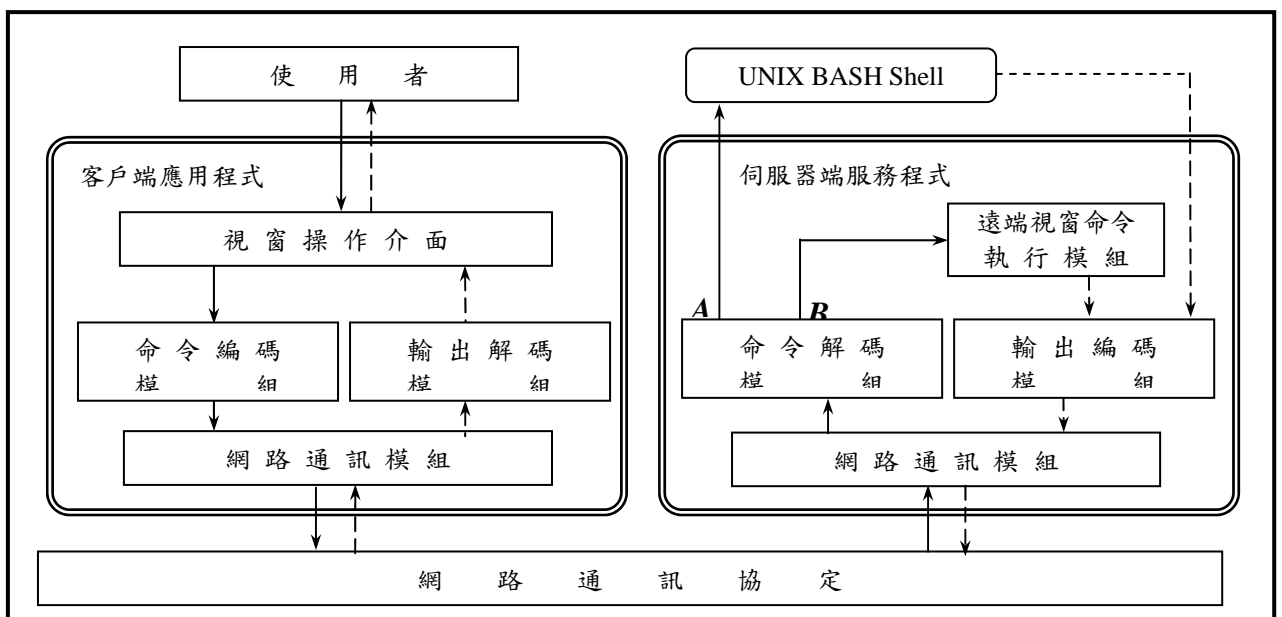 使用者
UNIX BASH Shell
客戶端應用程式
視窗操作介面
命令編碼
模組
輸出解碼
模組
網路通訊模組
伺服器端服務程式
遠端視窗命令
執行模組
A
B
命令解碼
模組
輸出編碼
模組
網路通訊模組
網路通訊協定